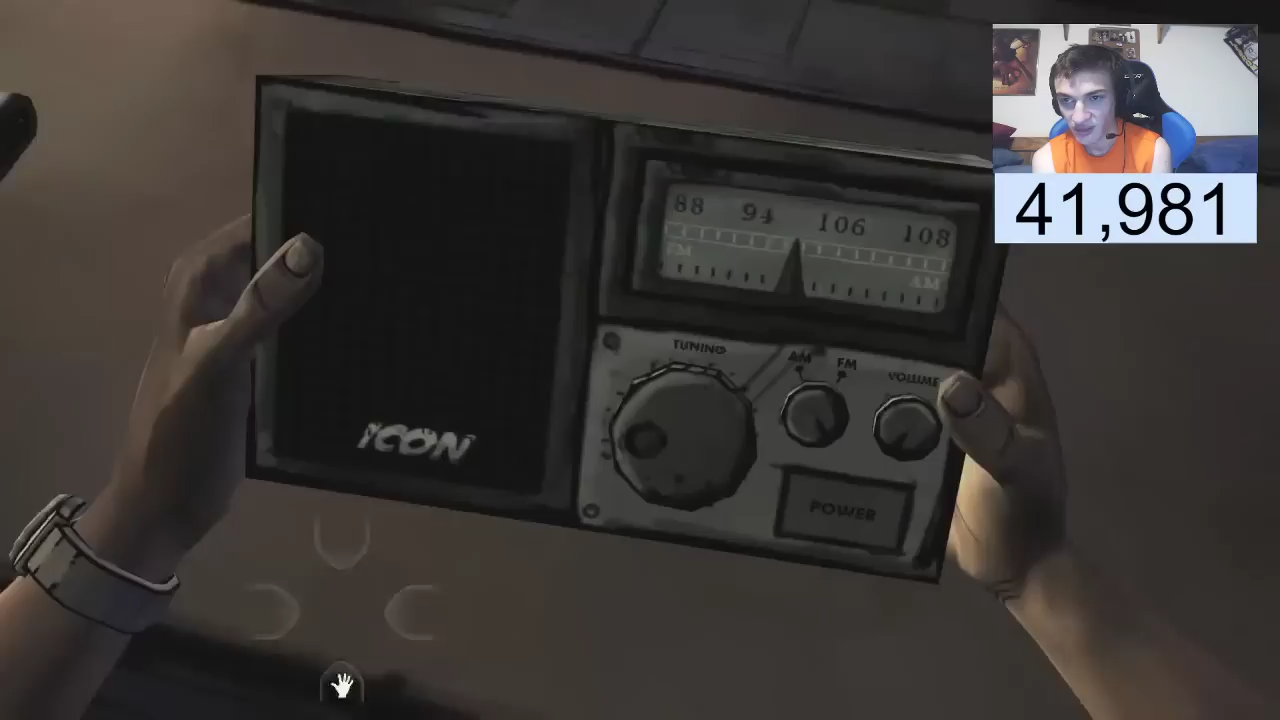 88 94 106 108
FM
AM
TUNING
AM FM
VOLUME
ICON
POWER
41,981